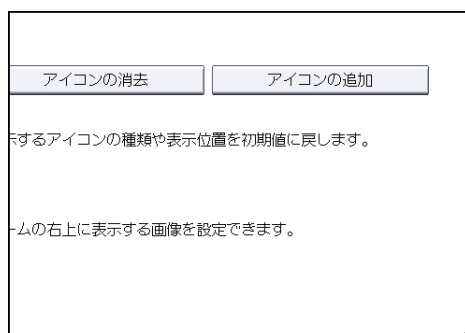 アイコンの消去 アイコンの追加
示するアイコンの種類や表示位置を初期値に戻します。
ームの右上に表示する画像を設定できます。